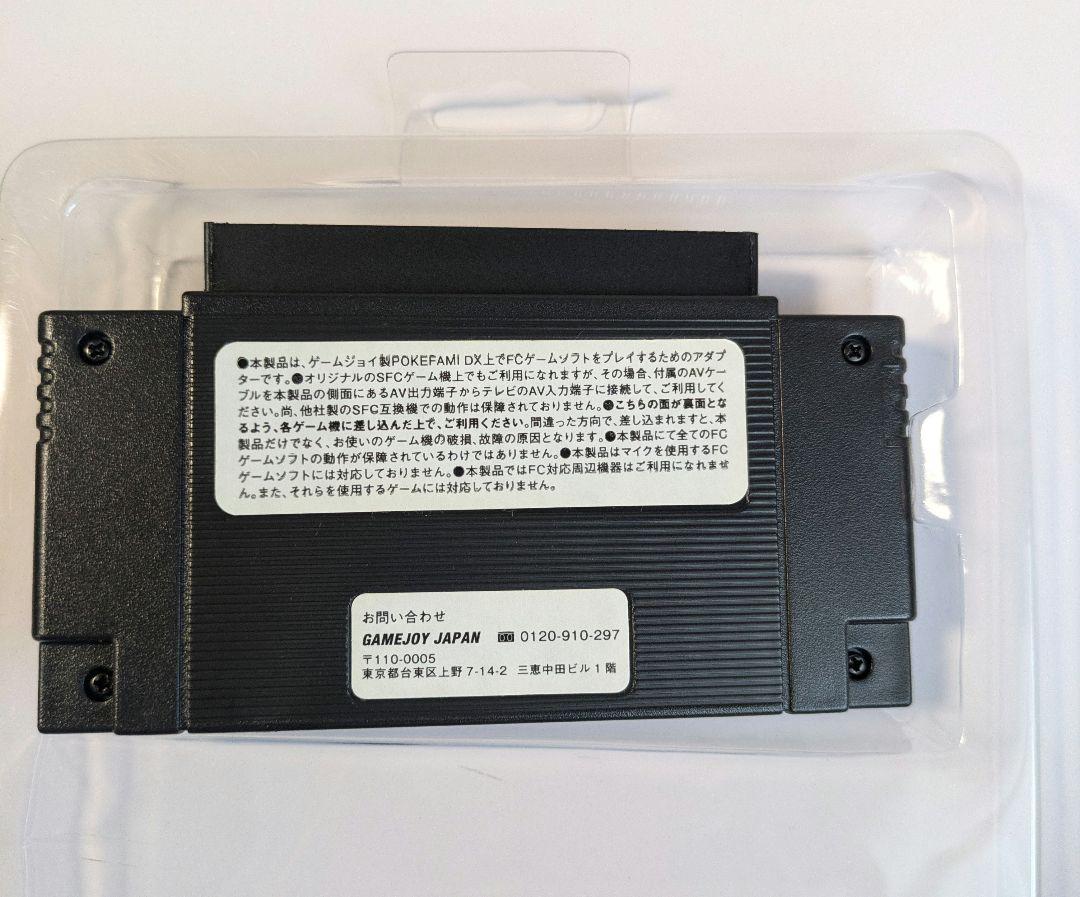 ●本製品は、ゲームジョイ製POKEFAMI DX上でFCゲームソフトをプレイするためのアダプ
ターです。●オリジナルのSFCゲーム機上でもご利用になれますが、その場合、付属のAVケー
ブルを本製品の側面にあるAV出力端子からテレビのAV入力端子に接続して、ご利用してく
ださい。尚、他社製のSFC互換機での動作は保障されておりません。●こちらの面が裏面とな
るよう、各ゲーム機に差し込んだ上で、ご利用ください。間違った方向で、差し込まれますと、本
製品だけでなく、お使いのゲーム機の破損、故障の原因となります。●本製品にて全てのFC
ゲームソフトの動作が保障されているわけではありません。●本製品はマイクを使用するFC
ゲームソフトには対応しておりません。●本製品ではFC対応周辺機器はご利用になれませ
ん。また、それらを使用するゲームには対応しておりません。
お問い合わせ
GAMEJOY JAPAN 0120-910-297
〒110-0005
東京都台東区上野 7-14-2 三恵中田ビル 1 階